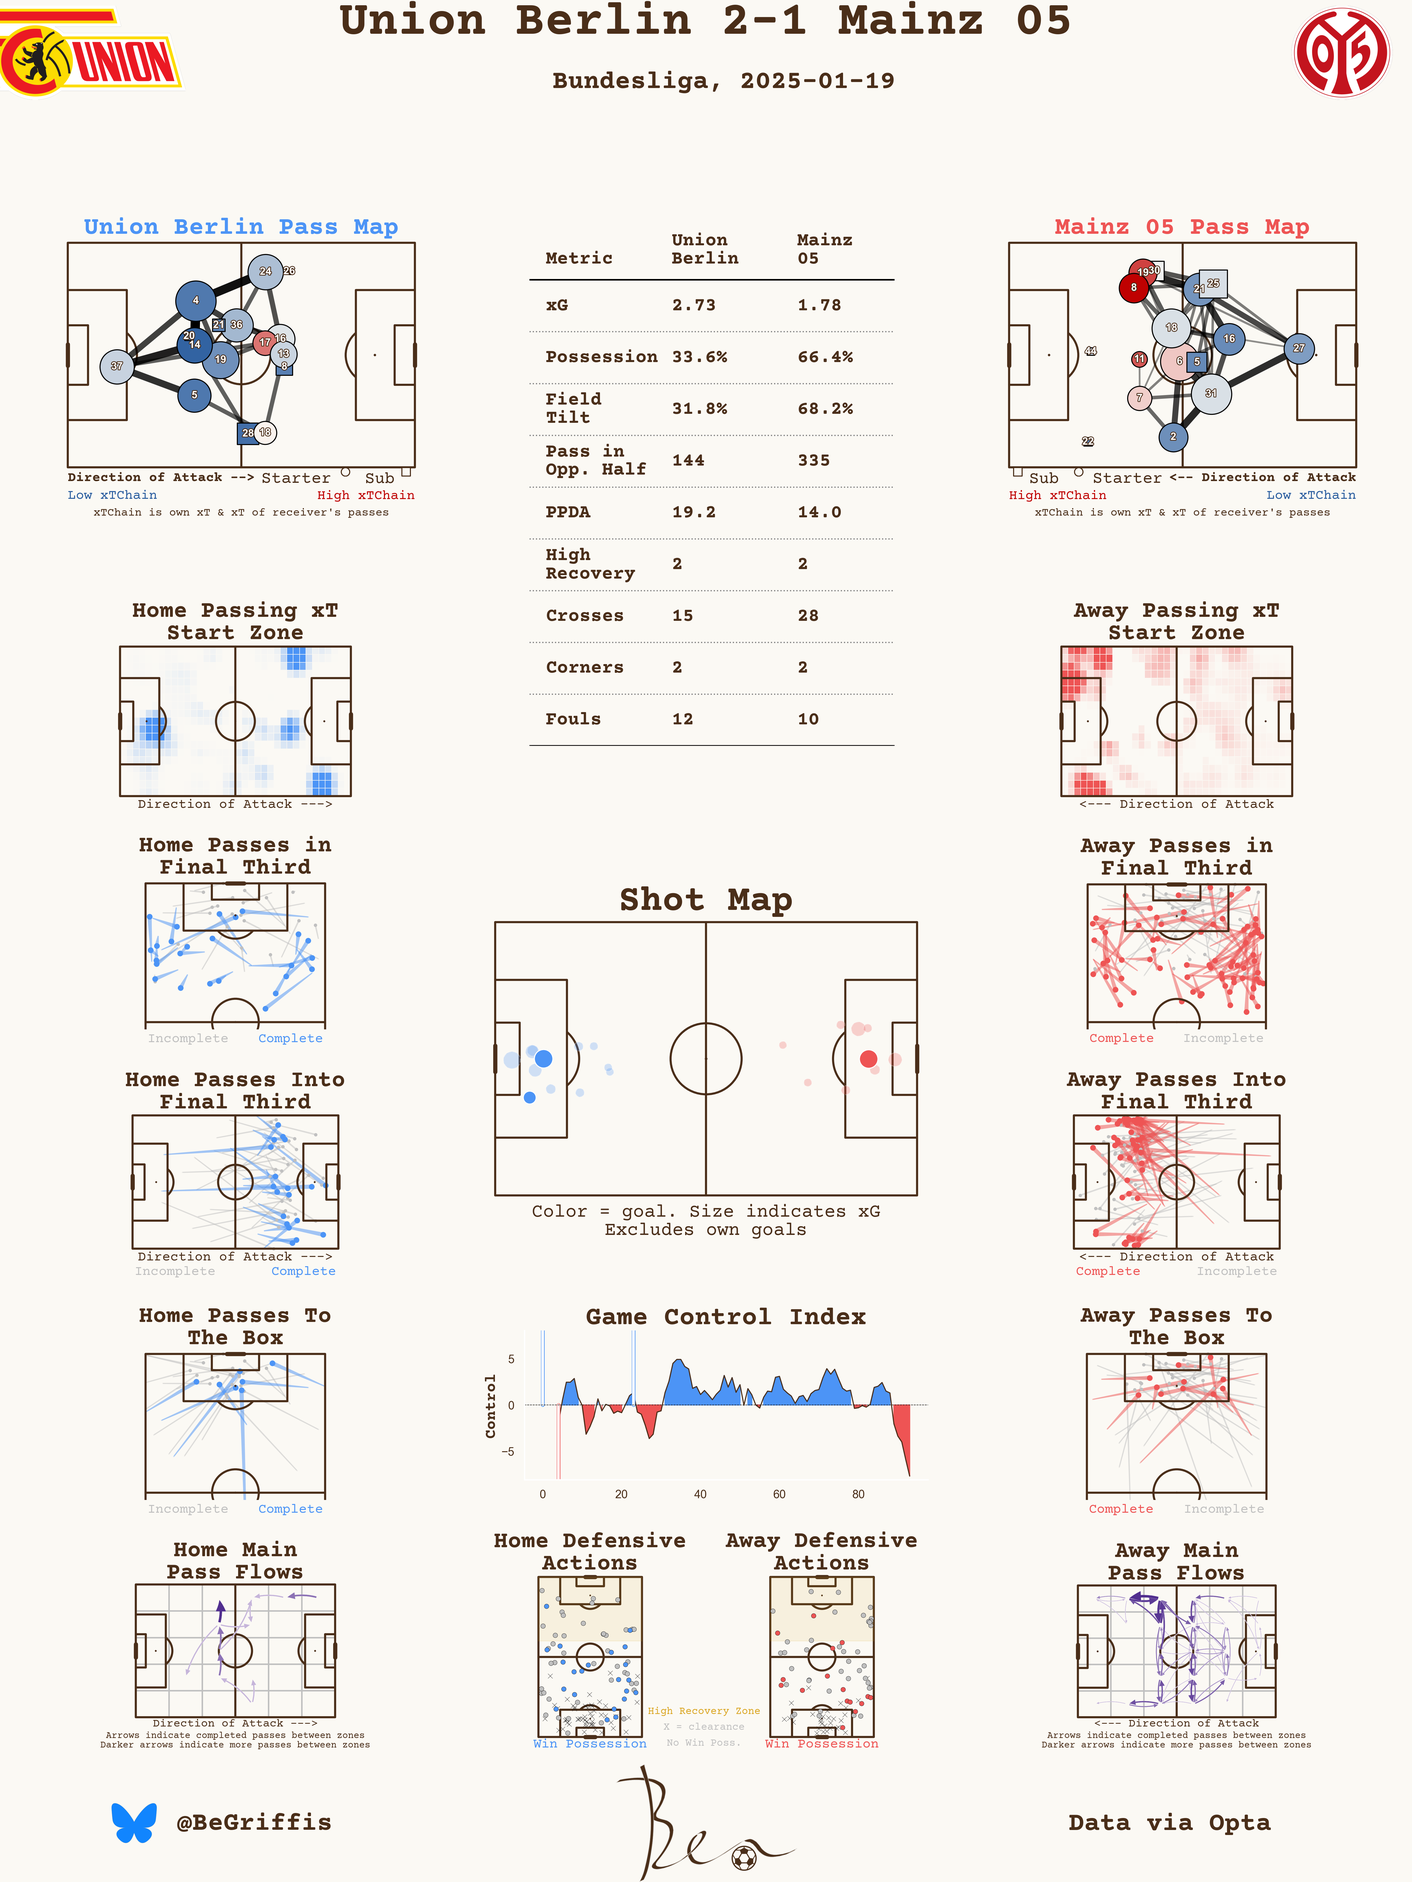 Union Berlin 2-1 Mainz 05
Bundesliga, 2025-01-19
UNION
05
Union Berlin Pass Map
24
26
4
21
36
20
14
16
17
13
19
8
37
5
28
18
Direction of Attack --> Starter Sub
Low xTChain High xTChain
xTChain is own xT & xT of receiver's passes
Metric Union Berlin Mainz 05
xG 2.73 1.78
Possession 33.6% 66.4%
Field Tilt 31.8% 68.2%
Pass in Opp. Half 144 335
PPDA 19.2 14.0
High Recovery 2 2
Crosses 15 28
Corners 2 2
Fouls 12 10
Mainz 05 Pass Map
19
30
8
21
25
18
16
27
44
11
6
5
7
31
2
22
Sub Starter <-- Direction of Attack
High xTChain Low xTChain
xTChain is own xT & xT of receiver's passes
Home Passing xT
Start Zone
Direction of Attack --->
Away Passing xT
Start Zone
<--- Direction of Attack
Home Passes in
Final Third
Incomplete Complete
Away Passes in
Final Third
Complete Incomplete
Shot Map
Color = goal. Size indicates xG
Excludes own goals
Home Passes Into
Final Third
Direction of Attack --->
Incomplete Complete
Away Passes Into
Final Third
<--- Direction of Attack
Complete Incomplete
Home Passes To
The Box
Incomplete Complete
Game Control Index
Control
5
0
−5
0 20 40 60 80
Away Passes To
The Box
Complete Incomplete
Home Main
Pass Flows
Direction of Attack --->
Arrows indicate completed passes between zones
Darker arrows indicate more passes between zones
Home Defensive
Actions
Win Possession
Away Defensive
Actions
Win Possession
High Recovery Zone
X = clearance
No Win Poss.
Away Main
Pass Flows
<--- Direction of Attack
Arrows indicate completed passes between zones
Darker arrows indicate more passes between zones
@BeGriffis
Ben
Data via Opta